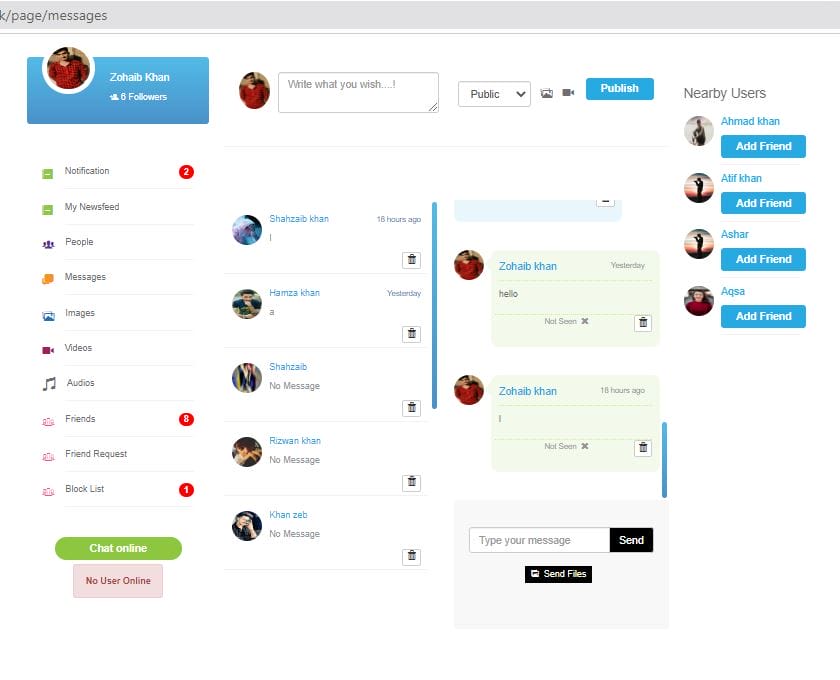 k/page/messages
Zohaib Khan
6 Followers
Write what you wish....!
Public
Publish
Notification
2
My Newsfeed
People
Messages
Images
Videos
Audios
Friends
8
Friend Request
Block List
1
Chat online
No User Online
Shahzaib khan
18 hours ago
l
Hamza khan
Yesterday
a
Shahzaib
No Message
Rizwan khan
No Message
Khan zeb
No Message
Zohaib khan
Yesterday
hello
Not Seen
Zohaib khan
18 hours ago
l
Not Seen
Type your message
Send
Send Files
Nearby Users
Ahmad khan
Add Friend
Atif khan
Add Friend
Ashar
Add Friend
Aqsa
Add Friend